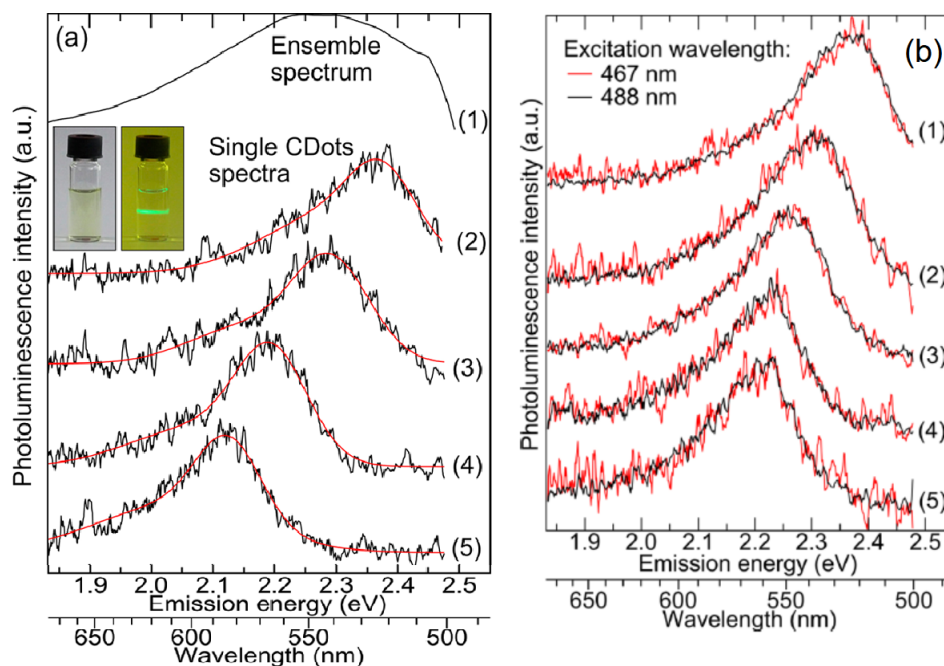 (a)
Ensemble
spectrum
(1)
Single CDots
spectra
(2)
(3)
(4)
(5)
Photoluminescence intensity (a.u.)
1.9 2.0 2.1 2.2 2.3 2.4 2.5
Emission energy (eV)
650 600 550 500
Wavelength (nm)
(b)
Excitation wavelength:
467 nm
488 nm
(1)
(2)
(3)
(4)
(5)
Photoluminescence intensity (a.u.)
1.9 2.0 2.1 2.2 2.3 2.4 2.5
Emission energy (eV)
650 600 550 500
Wavelength (nm)